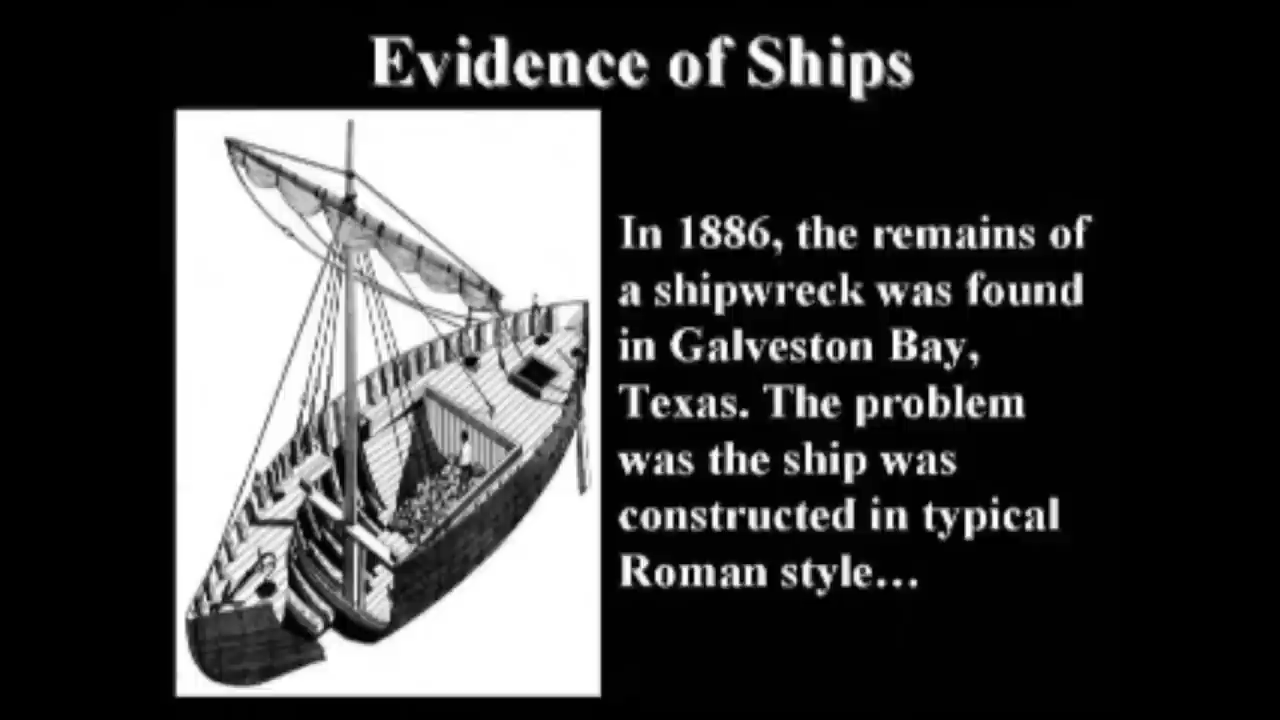 Evidence of Ships
In 1886, the remains of
a shipwreck was found
in Galveston Bay,
Texas. The problem
was the ship was
constructed in typical
Roman style...